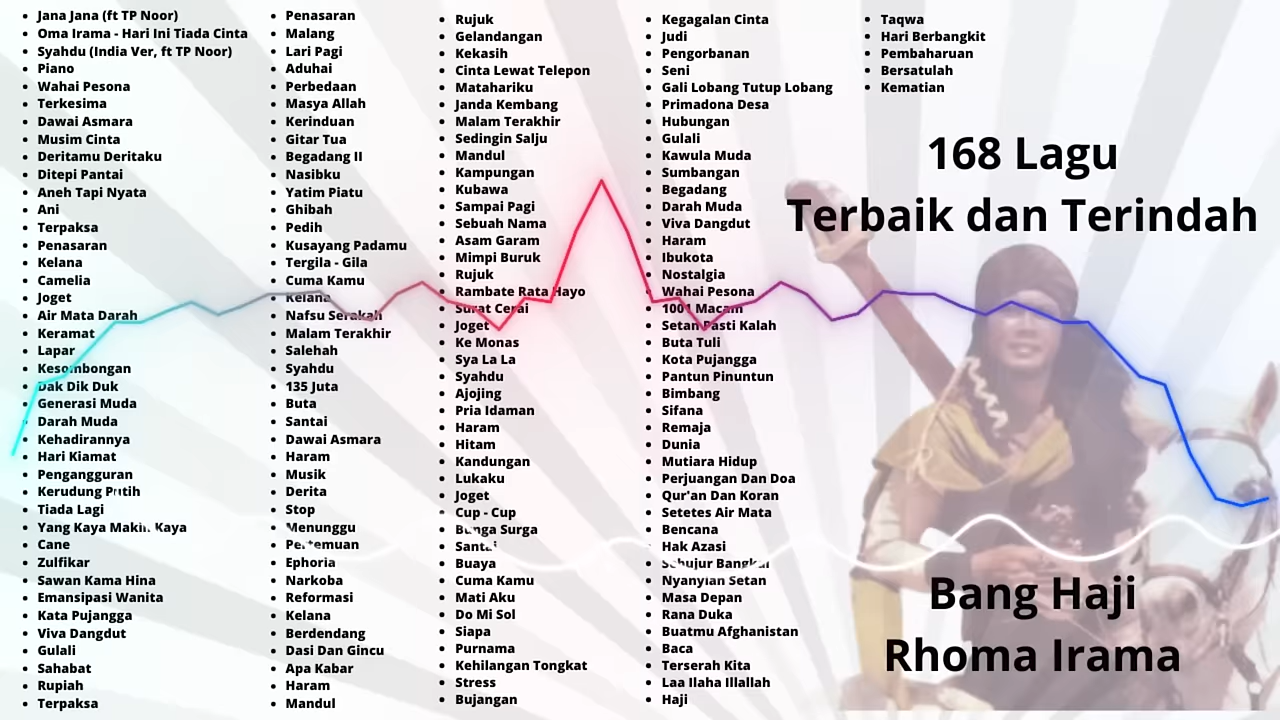 Jana Jana (ft TP Noor)
Oma Irama - Hari Ini Tiada Cinta
Syahdu (India Ver, ft TP Noor)
Piano
Wahai Pesona
Terkesima
Dawai Asmara
Musim Cinta
Deritamu Deritaku
Ditepi Pantai
Aneh Tapi Nyata
Ani
Terpaksa
Penasaran
Kelana
Camelia
Joget
Air Mata Darah
Keramat
Lapar
Kesombongan
Dak Dik Duk
Generasi Muda
Darah Muda
Kehadirannya
Hari Kiamat
Pengangguran
Kerudung Putih
Tiada Lagi
Yang Kaya Makin Kaya
Cane
Zulfikar
Sawan Kama Hina
Emansipasi Wanita
Kata Pujangga
Viva Dangdut
Gulali
Sahabat
Rupiah
Terpaksa
Penasaran
Malang
Lari Pagi
Aduhai
Perbedaan
Masya Allah
Kerinduan
Gitar Tua
Begadang II
Nasibku
Yatim Piatu
Ghibah
Pedih
Kusayang Padamu
Tergila - Gila
Cuma Kamu
Kelana
Nafsu Serakah
Malam Terakhir
Salehah
Syahdu
135 Juta
Buta
Santai
Dawai Asmara
Haram
Musik
Derita
Stop
Menunggu
Pertemuan
Ephoria
Narkoba
Reformasi
Kelana
Berdendang
Dasi Dan Gincu
Apa Kabar
Haram
Mandul
Rujuk
Gelandangan
Kekasih
Cinta Lewat Telepon
Matahariku
Janda Kembang
Malam Terakhir
Sedingin Salju
Mandul
Kampungan
Kubawa
Sampai Pagi
Sebuah Nama
Asam Garam
Mimpi Buruk
Rujuk
Rambate Rata Hayo
Surat Cerai
Joget
Ke Monas
Sya La La
Syahdu
Ajojing
Pria Idaman
Haram
Hitam
Kandungan
Lukaku
Joget
Cup - Cup
Bunga Surga
Santai
Buaya
Cuma Kamu
Mati Aku
Do Mi Sol
Siapa
Purnama
Kehilangan Tongkat
Stress
Bujangan
Kegagalan Cinta
Judi
Pengorbanan
Seni
Gali Lobang Tutup Lobang
Primadona Desa
Hubungan
Gulali
Kawula Muda
Sumbangan
Begadang
Darah Muda
Viva Dangdut
Haram
Ibukota
Nostalgia
Wahai Pesona
1001 Macam
Setan Pasti Kalah
Buta Tuli
Kota Pujangga
Pantun Pinuntun
Bimbang
Sifana
Remaja
Dunia
Mutiara Hidup
Perjuangan Dan Doa
Qur'an Dan Koran
Setetes Air Mata
Bencana
Hak Azasi
Sebujur Bangkai
Nyanyian Setan
Masa Depan
Rana Duka
Buatmu Afghanistan
Baca
Terserah Kita
Laa Ilaha Illallah
Haji
Taqwa
Hari Berbangkit
Pembaharuan
Bersatulah
Kematian
168 Lagu
Terbaik dan Terindah
Bang Haji
Rhoma Irama